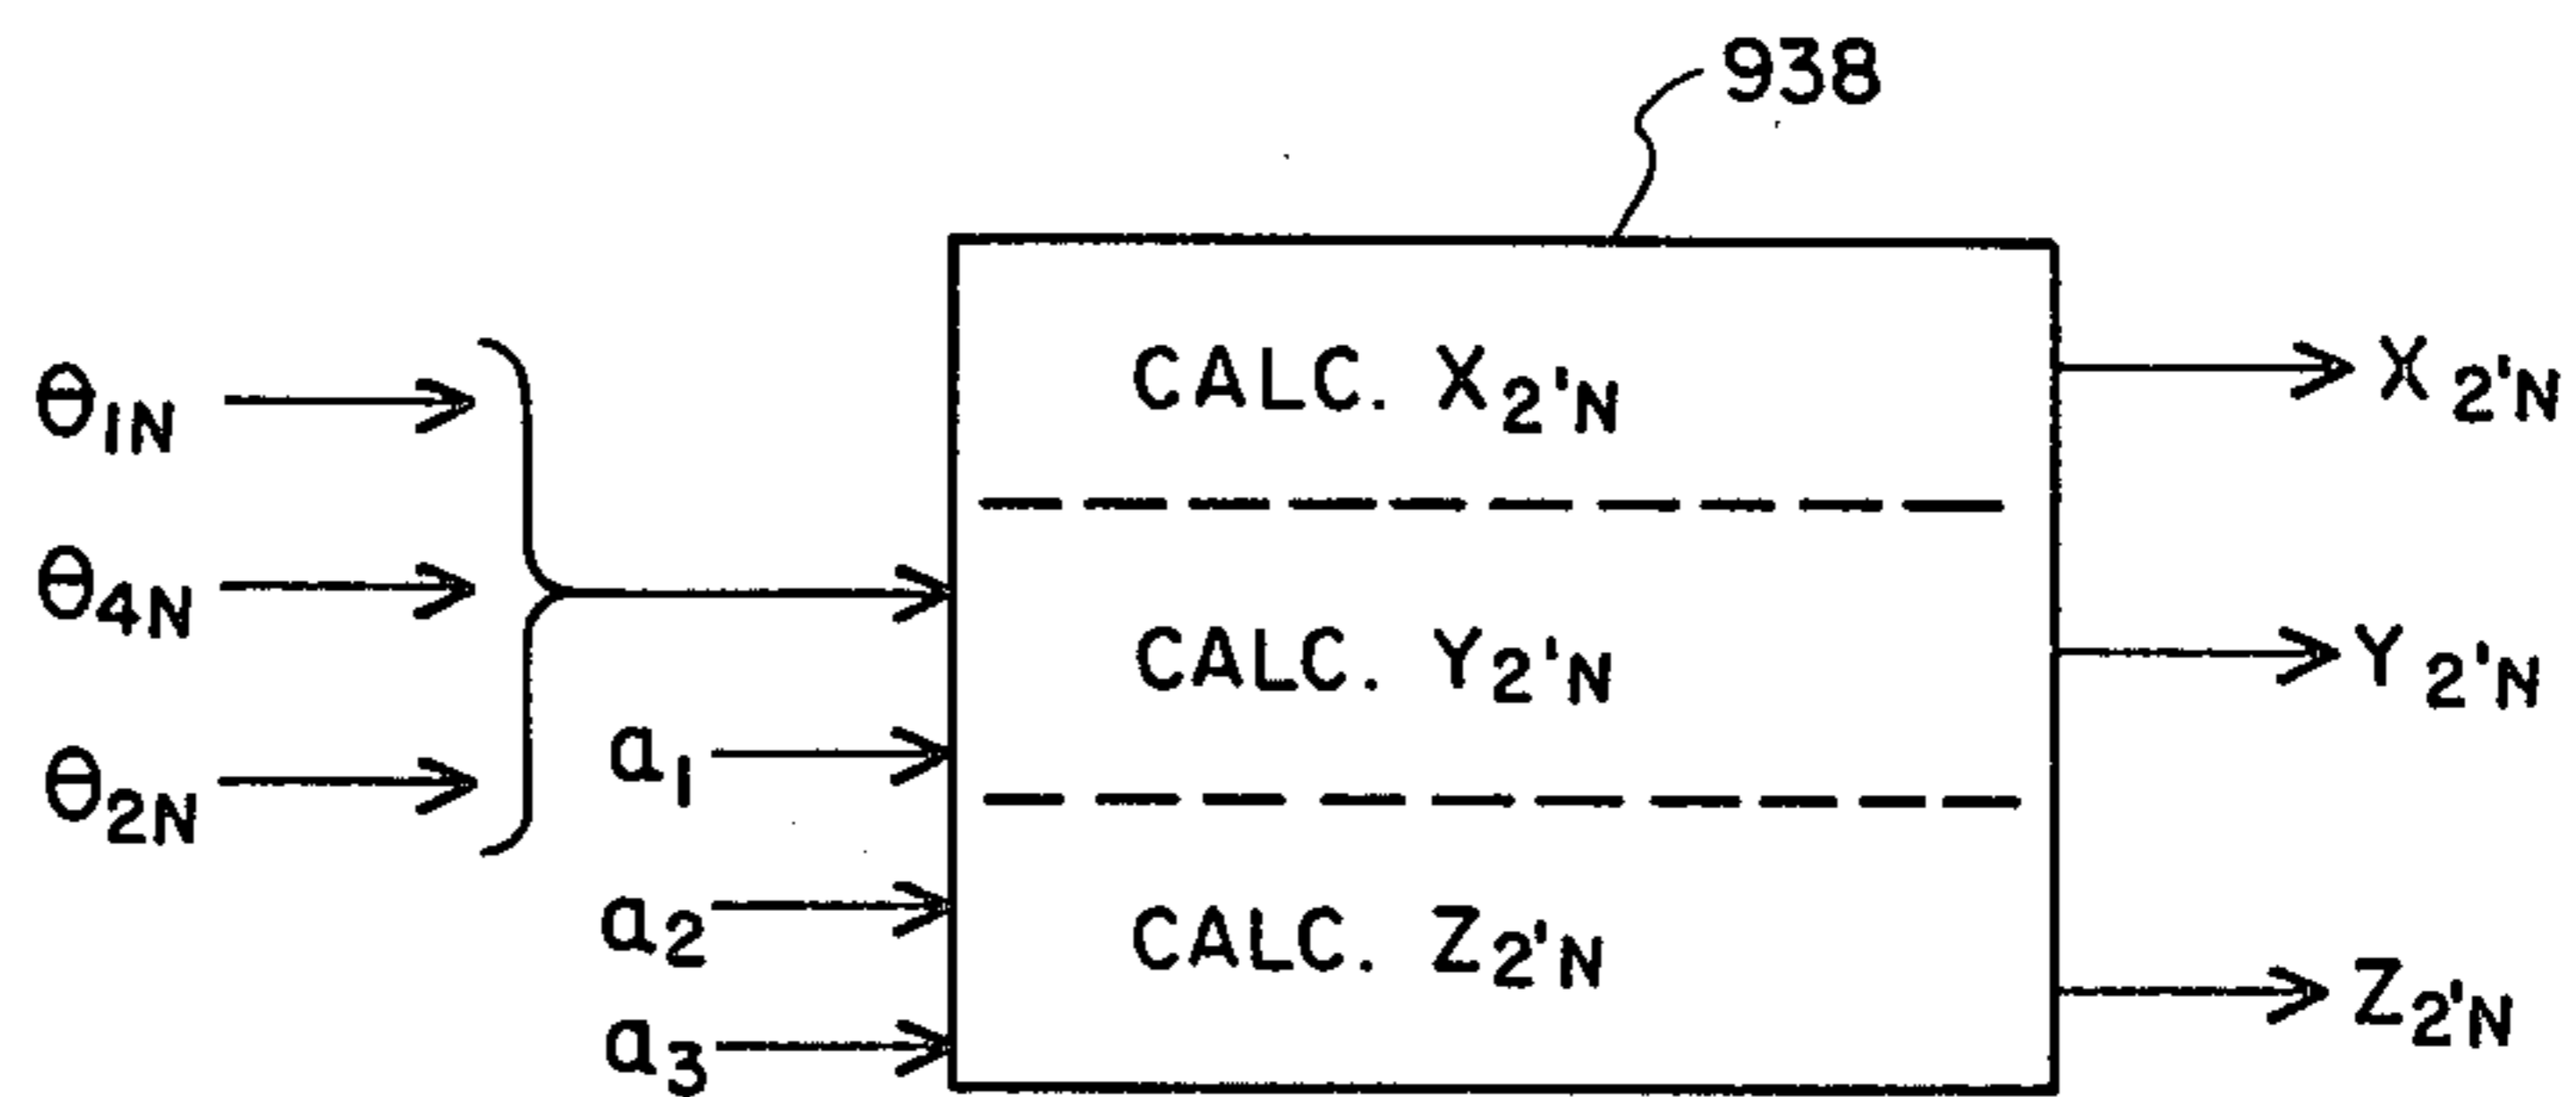 938
θ1N
θ4N
θ2N
a1
a2
a3
CALC. X2'N
CALC. Y2'N
CALC. Z2'N
X2'N
Y2'N
Z2'N